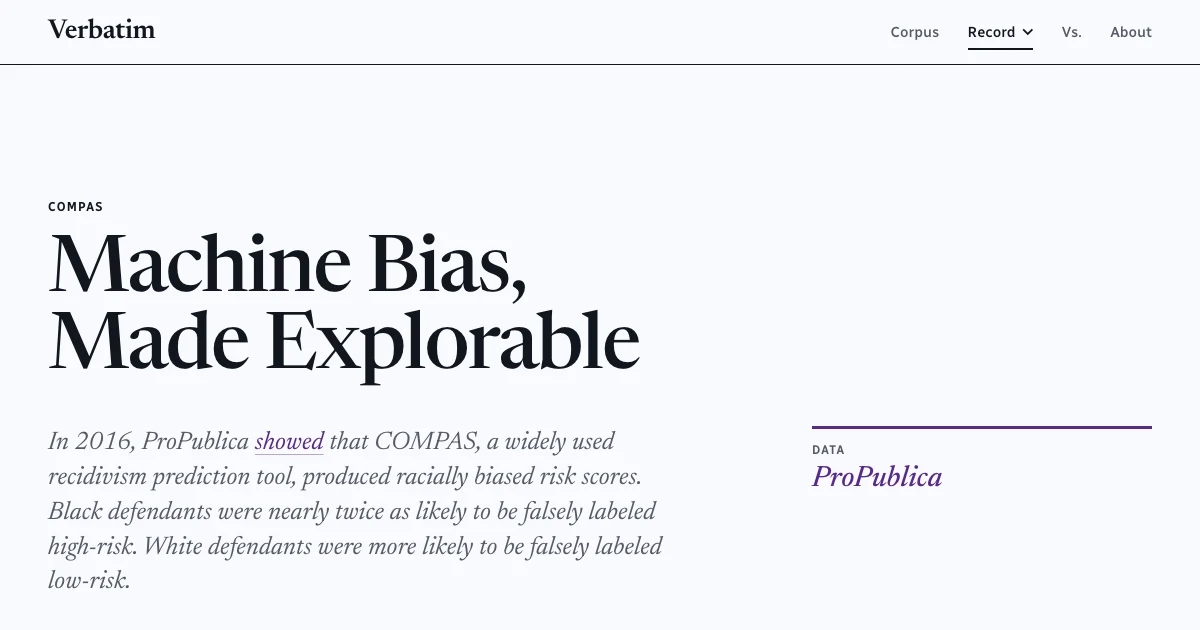 Verbatim
Corpus Record Vs. About
COMPAS
Machine Bias,
Made Explorable
In 2016, ProPublica showed that COMPAS, a widely used
recidivism prediction tool, produced racially biased risk scores.
Black defendants were nearly twice as likely to be falsely labeled
high-risk. White defendants were more likely to be falsely labeled
low-risk.
DATA
ProPublica